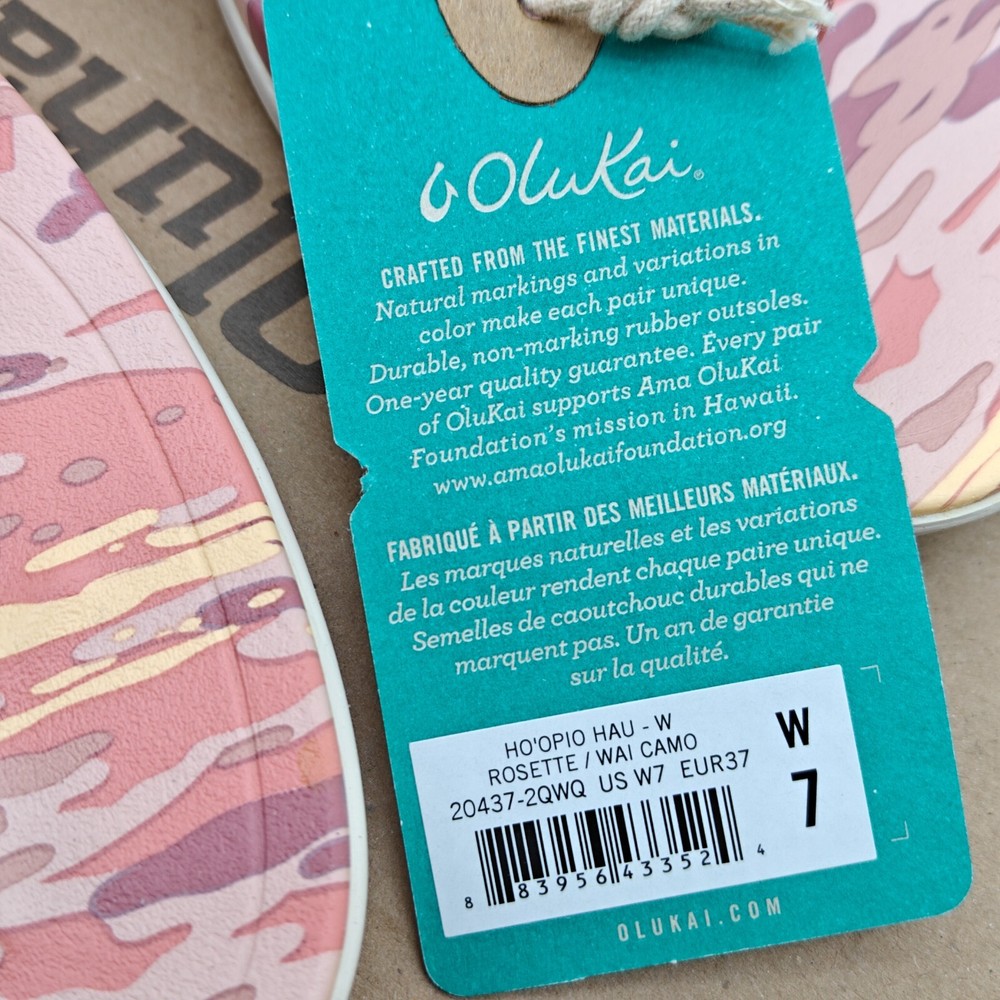 OluKai®
CRAFTED FROM THE FINEST MATERIALS.
Natural markings and variations in
color make each pair unique.
Durable, non-marking rubber outsoles.
One-year quality guarantee. Every pair
of OluKai supports Ama OluKai
Foundation's mission in Hawaii.
www.amaolukaifoundation.org
FABRIQUÉ À PARTIR DES MEILLEURS MATÉRIAUX.
Les marques naturelles et les variations
de la couleur rendent chaque paire unique.
Semelles de caoutchouc durables qui ne
marquent pas. Un an de garantie
sur la qualité.
HO'OPIO HAU - W
ROSETTE / WAI CAMO
20437-2QWQ US W7 EUR37
W
7
8 83956 43352 4
OLUKAI.COM